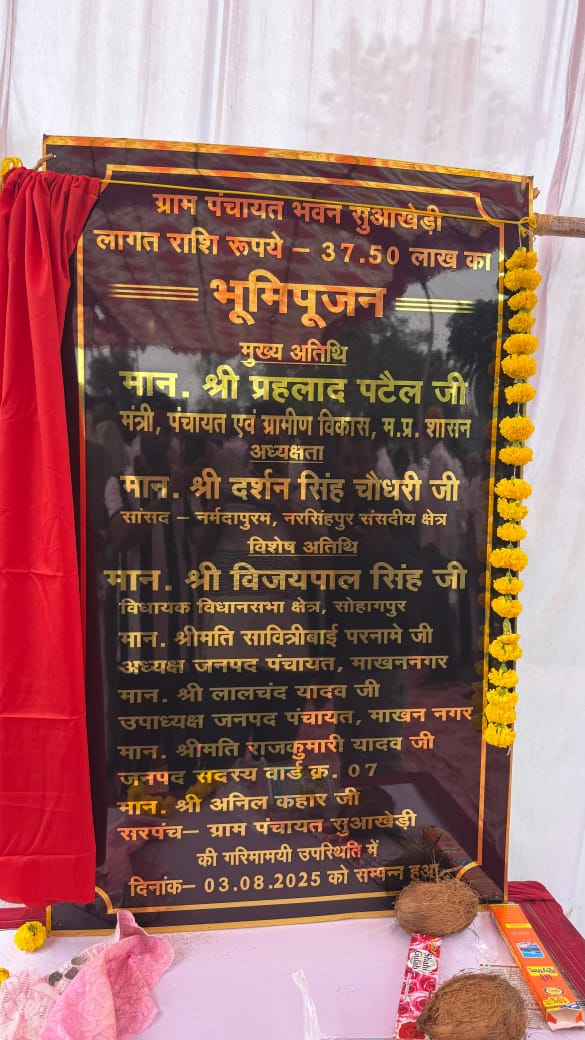 ग्राम पंचायत भवन सुआखेड़ी
लागत राशि रूपये – 37.50 लाख का
भूमिपूजन
मुख्य अतिथि
मान. श्री प्रहलाद पटैल जी
मंत्री, पंचायत एवं ग्रामीण विकास, म.प्र. शासन
अध्यक्षता
मान. श्री दर्शन सिंह चौधरी जी
सांसद – नर्मदापुरम, नरसिंहपुर संसदीय क्षेत्र
विशेष अतिथि
मान. श्री विजयपाल सिंह जी
विधायक विधानसभा क्षेत्र, सोहागपुर
मान. श्रीमति सावित्रीबाई परनामे जी
अध्यक्ष जनपद पंचायत, माखननगर
मान. श्री लालचंद यादव जी
उपाध्यक्ष जनपद पंचायत, माखन नगर
मान. श्रीमति राजकुमारी यादव जी
जनपद सदस्य वार्ड क्र. 07
मान. श्री अनिल कहार जी
सरपंच– ग्राम पंचायत सुआखेड़ी
की गरिमामयी उपस्थिति में
दिनांक– 03.08.2025 को सम्पन्न हुआ
Shahi Gulab